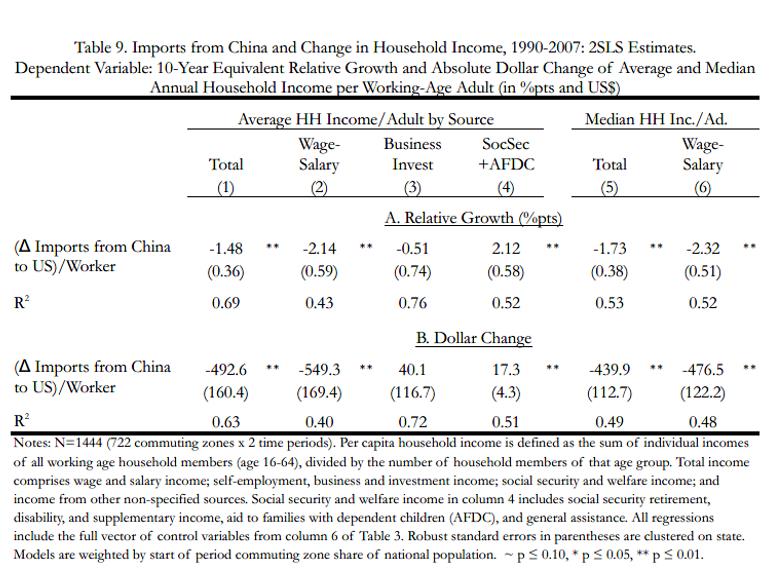 Table 9. Imports from China and Change in Household Income, 1990-2007: 2SLS Estimates.
Dependent Variable: 10-Year Equivalent Relative Growth and Absolute Dollar Change of Average and Median
Annual Household Income per Working-Age Adult (in %pts and US$)
Average HH Income/Adult by Source Median HH Inc./Ad.
Wage- Business SocSec Wage-
Total Salary Invest +AFDC Total Salary
(1) (2) (3) (4) (5) (6)
A. Relative Growth (%pts)
(Δ Imports from China -1.48 ** -2.14 ** -0.51 2.12 ** -1.73 ** -2.32 **
to US)/Worker (0.36) (0.59) (0.74) (0.58) (0.38) (0.51)
R² 0.69 0.43 0.76 0.52 0.53 0.52
B. Dollar Change
(Δ Imports from China -492.6 ** -549.3 ** 40.1 17.3 ** -439.9 ** -476.5 **
to US)/Worker (160.4) (169.4) (116.7) (4.3) (112.7) (122.2)
R² 0.63 0.40 0.72 0.51 0.49 0.48
Notes: N=1444 (722 commuting zones x 2 time periods). Per capita household income is defined as the sum of individual incomes
of all working age household members (age 16-64), divided by the number of household members of that age group. Total income
comprises wage and salary income; self-employment, business and investment income; social security and welfare income; and
income from other non-specified sources. Social security and welfare income in column 4 includes social security retirement,
disability, and supplementary income, aid to families with dependent children (AFDC), and general assistance. All regressions
include the full vector of control variables from column 6 of Table 3. Robust standard errors in parentheses are clustered on state.
Models are weighted by start of period commuting zone share of national population. ~ p ≤ 0.10, * p ≤ 0.05, ** p ≤ 0.01.